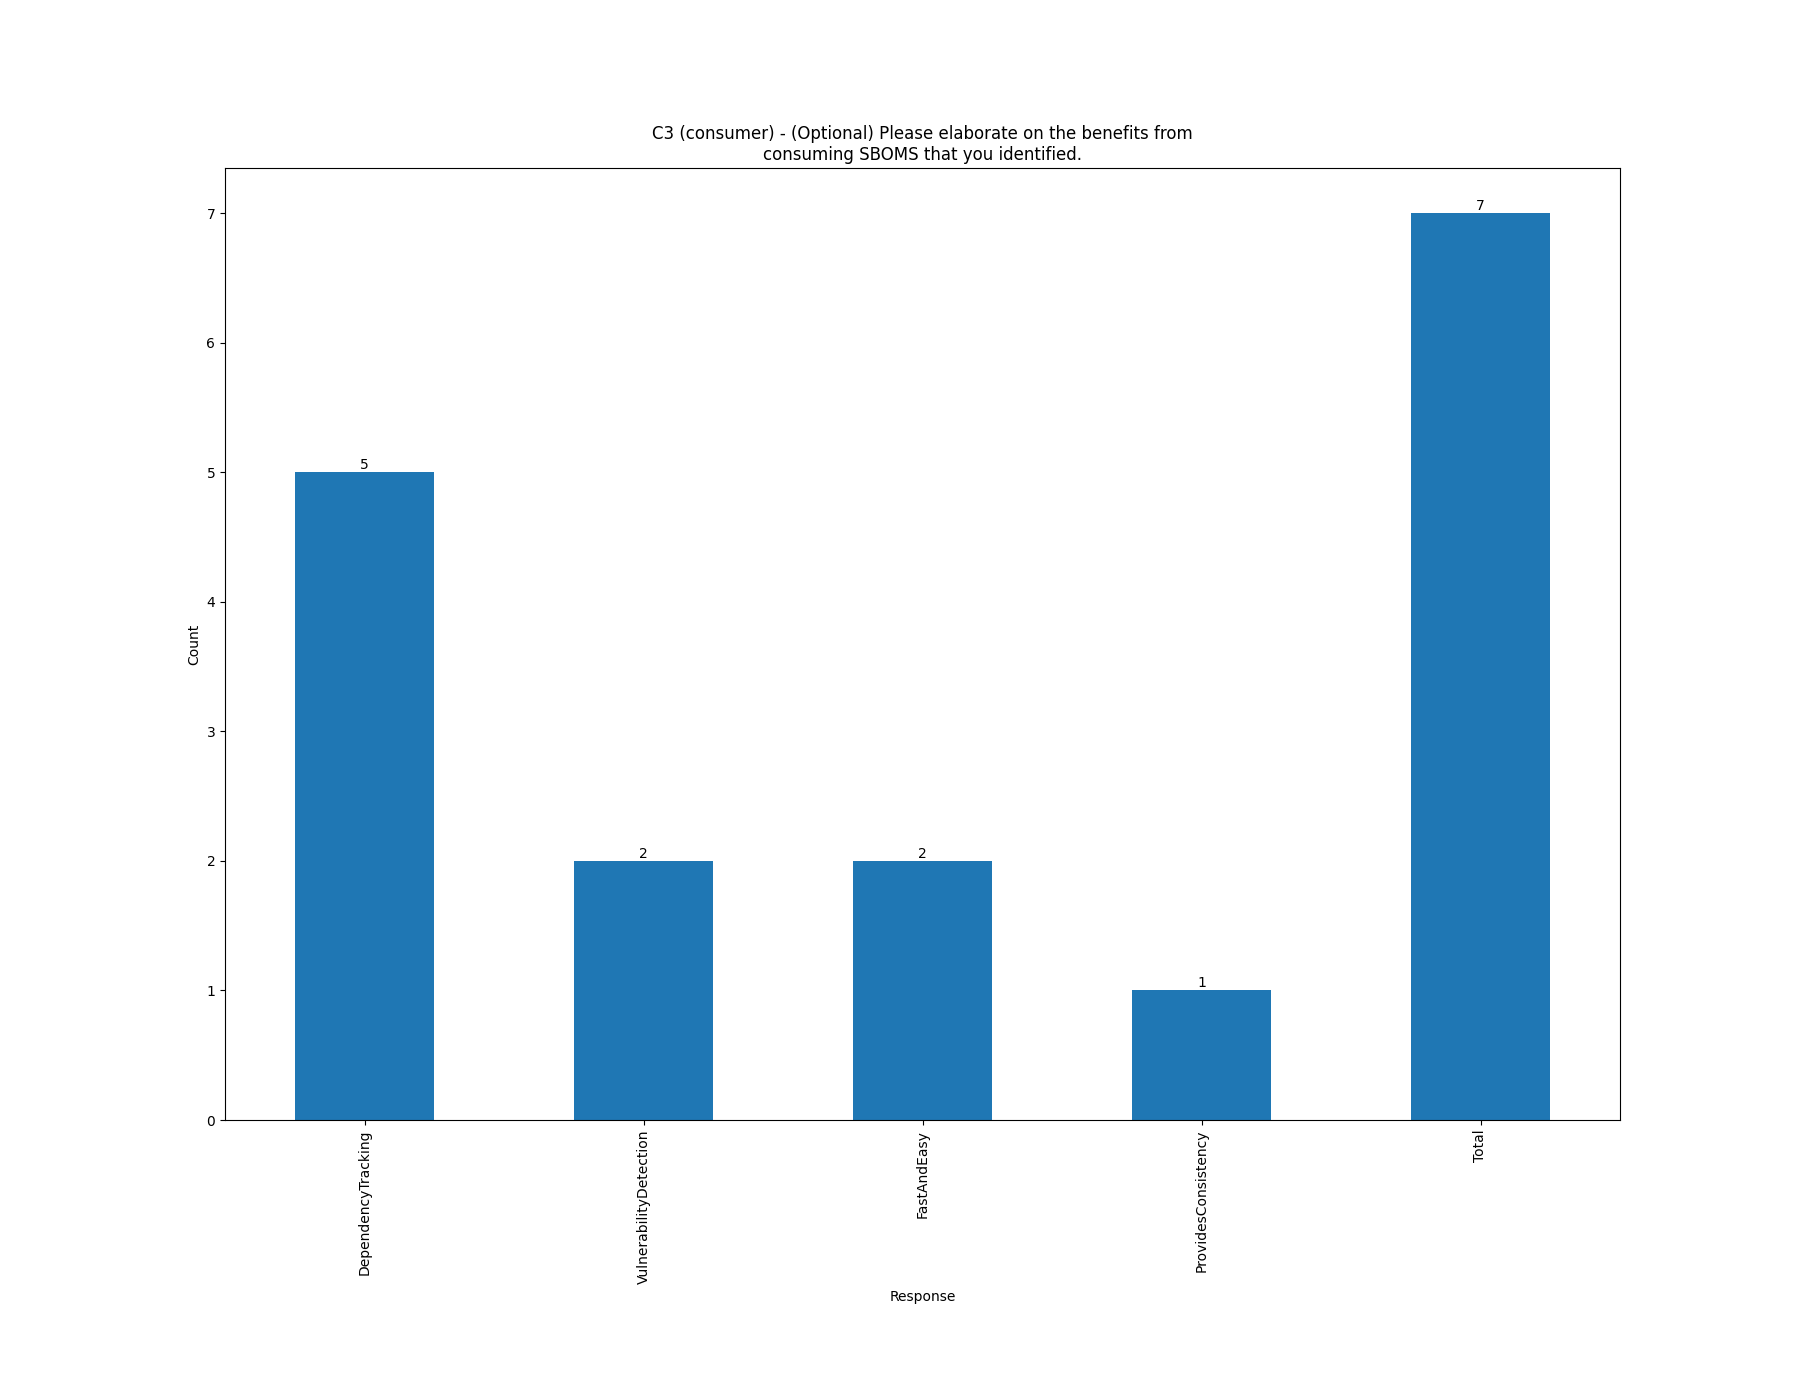 C3 (consumer) - (Optional) Please elaborate on the benefits from
consuming SBOMS that you identified.
7
6
5
4
3
2
1
0
Count
5
2
2
1
7
DependencyTracking
VulnerabilityDetection
FastAndEasy
ProvidesConsistency
Total
Response